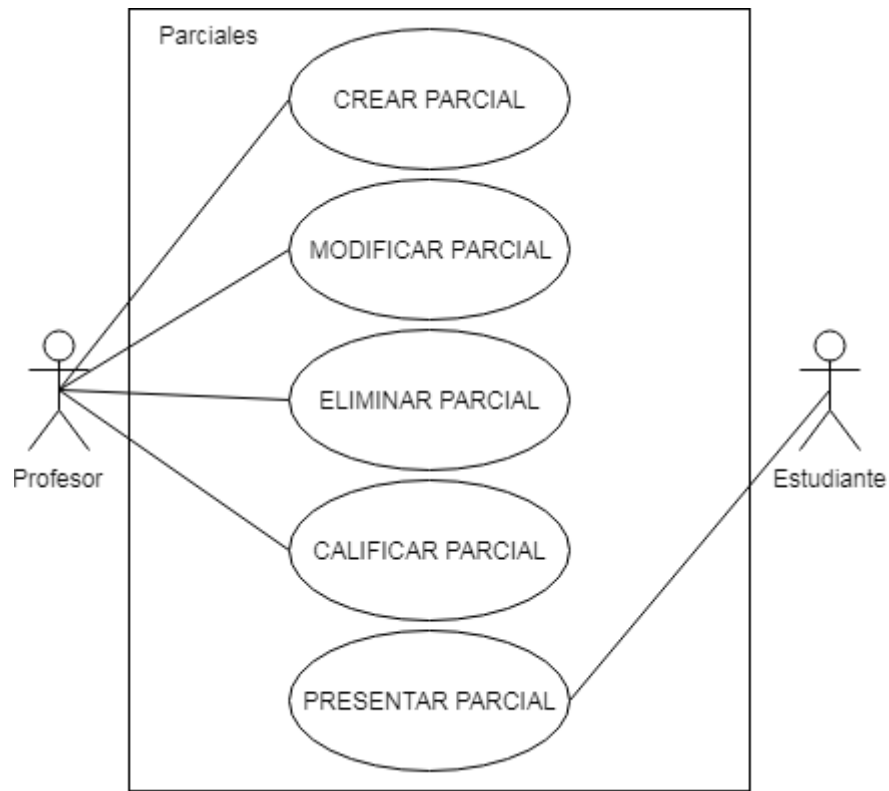 Parciales
CREAR PARCIAL
MODIFICAR PARCIAL
ELIMINAR PARCIAL
Profesor
Estudiante
CALIFICAR PARCIAL
PRESENTAR PARCIAL